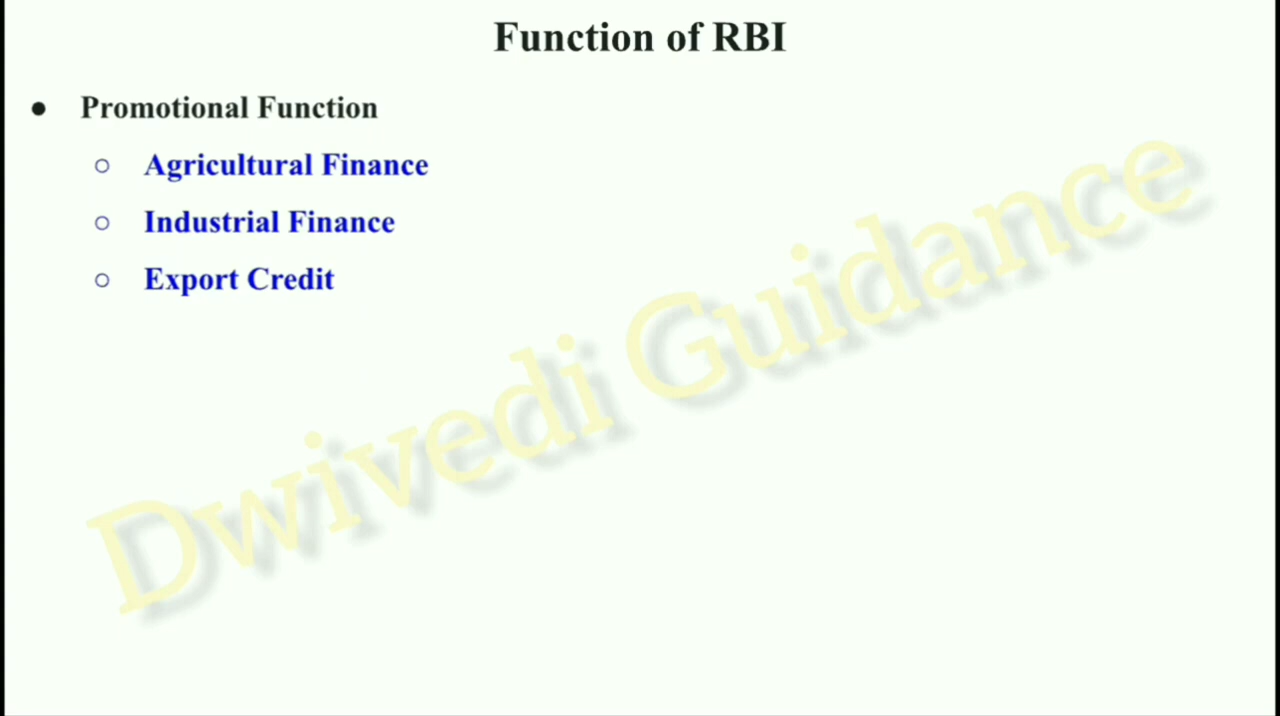 Function of RBI
● Promotional Function
○ Agricultural Finance
○ Industrial Finance
○ Export Credit
Dwivedi Guidance